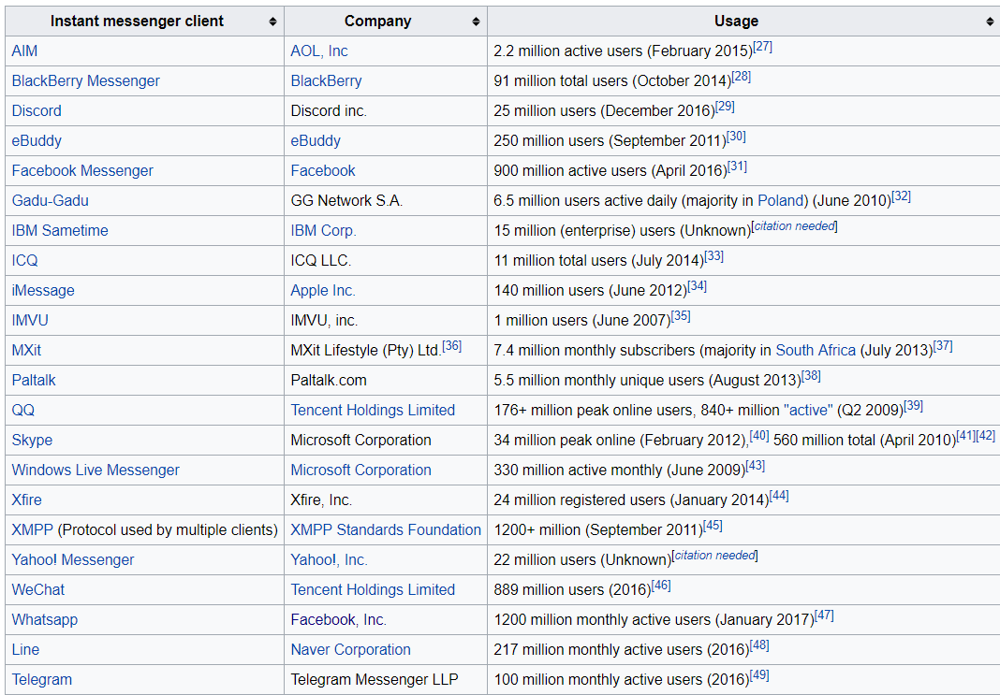 Instant messenger client Company Usage
AIM AOL, Inc 2.2 million active users (February 2015)[27]
BlackBerry Messenger BlackBerry 91 million total users (October 2014)[28]
Discord Discord inc. 25 million users (December 2016)[29]
eBuddy eBuddy 250 million users (September 2011)[30]
Facebook Messenger Facebook 900 million active users (April 2016)[31]
Gadu-Gadu GG Network S.A. 6.5 million users active daily (majority in Poland) (June 2010)[32]
IBM Sametime IBM Corp. 15 million (enterprise) users (Unknown)[citation needed]
ICQ ICQ LLC. 11 million total users (July 2014)[33]
iMessage Apple Inc. 140 million users (June 2012)[34]
IMVU IMVU, inc. 1 million users (June 2007)[35]
MXit MXit Lifestyle (Pty) Ltd.[36] 7.4 million monthly subscribers (majority in South Africa (July 2013)[37]
Paltalk Paltalk.com 5.5 million monthly unique users (August 2013)[38]
QQ Tencent Holdings Limited 176+ million peak online users, 840+ million "active" (Q2 2009)[39]
Skype Microsoft Corporation 34 million peak online (February 2012),[40] 560 million total (April 2010)[41][42]
Windows Live Messenger Microsoft Corporation 330 million active monthly (June 2009)[43]
Xfire Xfire, Inc. 24 million registered users (January 2014)[44]
XMPP (Protocol used by multiple clients) XMPP Standards Foundation 1200+ million (September 2011)[45]
Yahoo! Messenger Yahoo!, Inc. 22 million users (Unknown)[citation needed]
WeChat Tencent Holdings Limited 889 million users (2016)[46]
Whatsapp Facebook, Inc. 1200 million monthly active users (January 2017)[47]
Line Naver Corporation 217 million monthly active users (2016)[48]
Telegram Telegram Messenger LLP 100 million monthly active users (2016)[49]